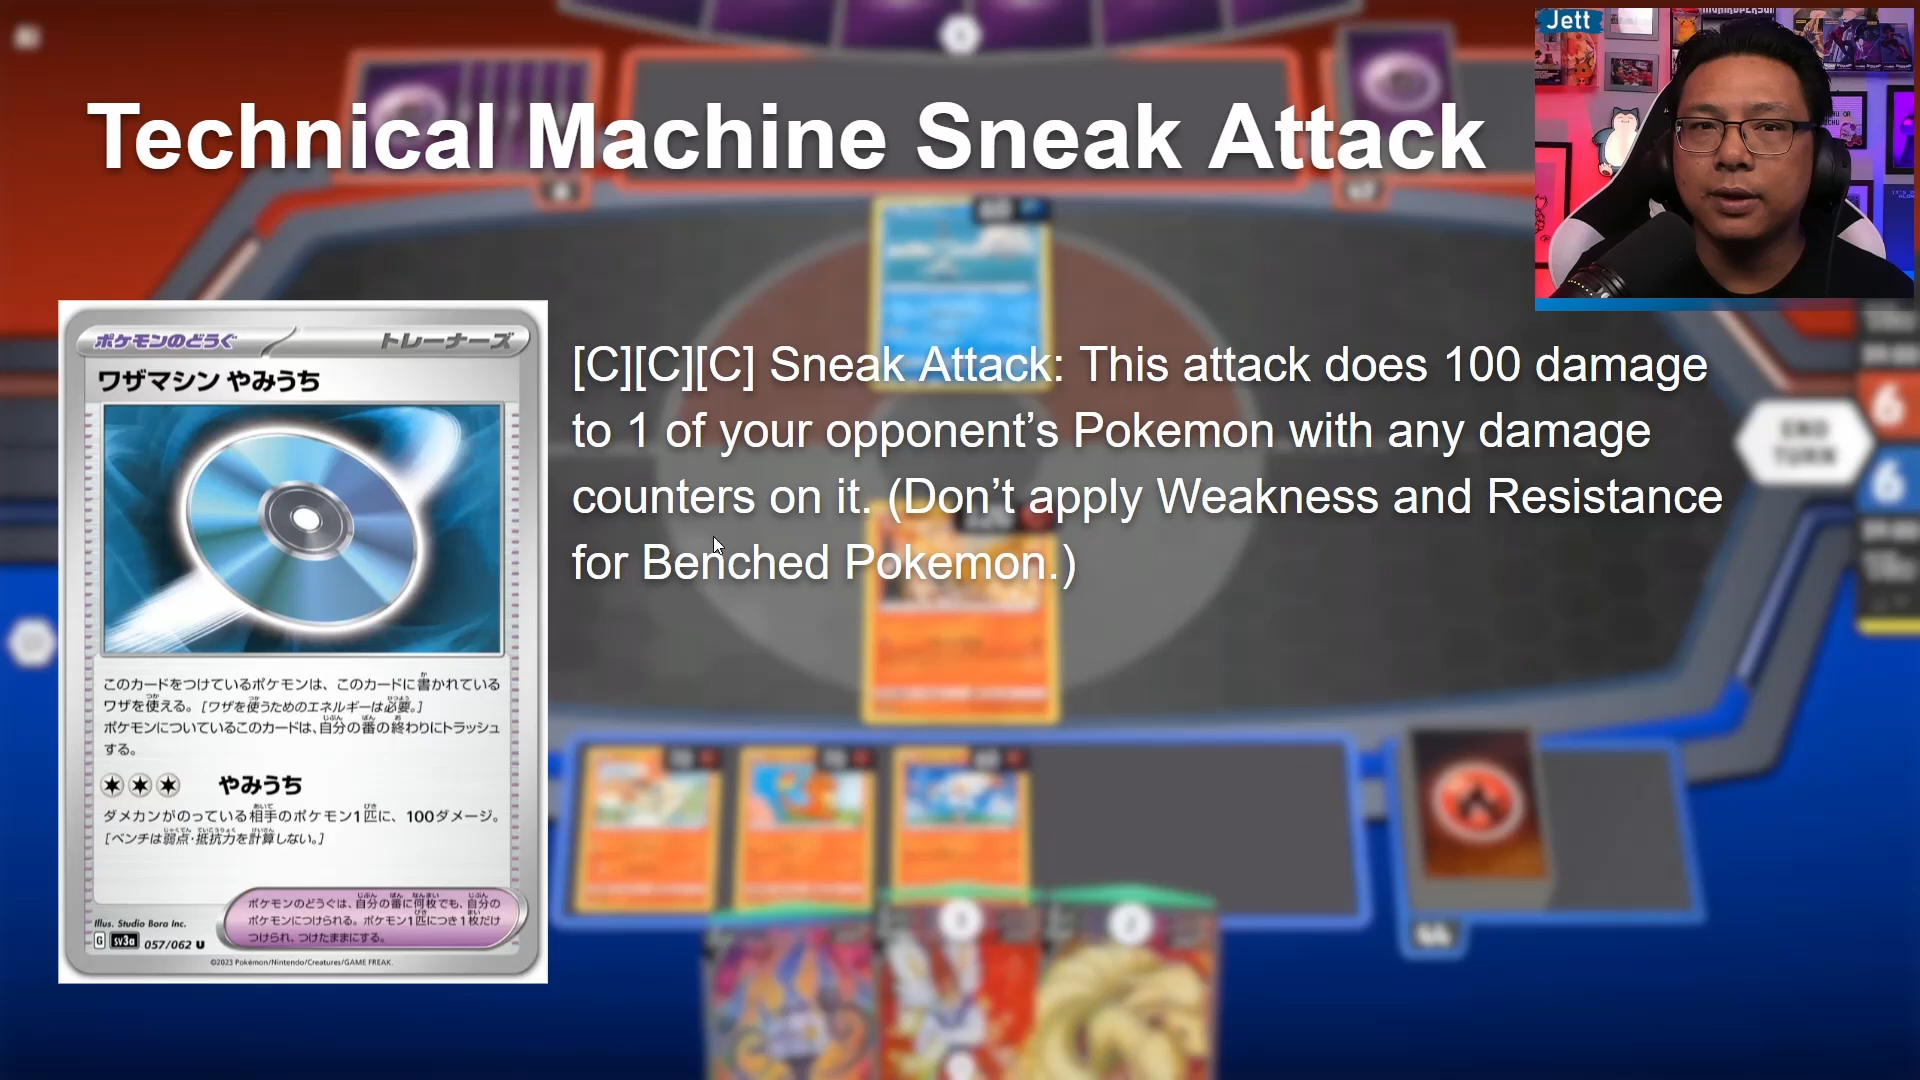 Jett
Technical Machine Sneak Attack
[C][C][C] Sneak Attack: This attack does 100 damage
to 1 of your opponent’s Pokemon with any damage
counters on it. (Don’t apply Weakness and Resistance
for Benched Pokemon.)
ポケモンのどうぐ
トレーナーズ
ワザマシン やみうち
このカードをつけているポケモンは、このカードに書かれている
ワザを使える。[ワザを使うためのエネルギーは必要。]
ポケモンについているこのカードは、自分の番の終わりにトラッシュ
する。
やみうち
ダメカンがのっている相手のポケモン1匹に、100ダメージ。
[ベンチは弱点・抵抗力を計算しない。]
ポケモンのどうぐは、自分の番に何枚でも、自分の
ポケモンにつけられる。ポケモン1匹につき1枚だけ
つけられ、つけたままにする。
Illus. Studio Bora Inc.
G sv3a 057/062 U
©2023 Pokémon/Nintendo/Creatures/GAME FREAK.
END
TURN
6
6